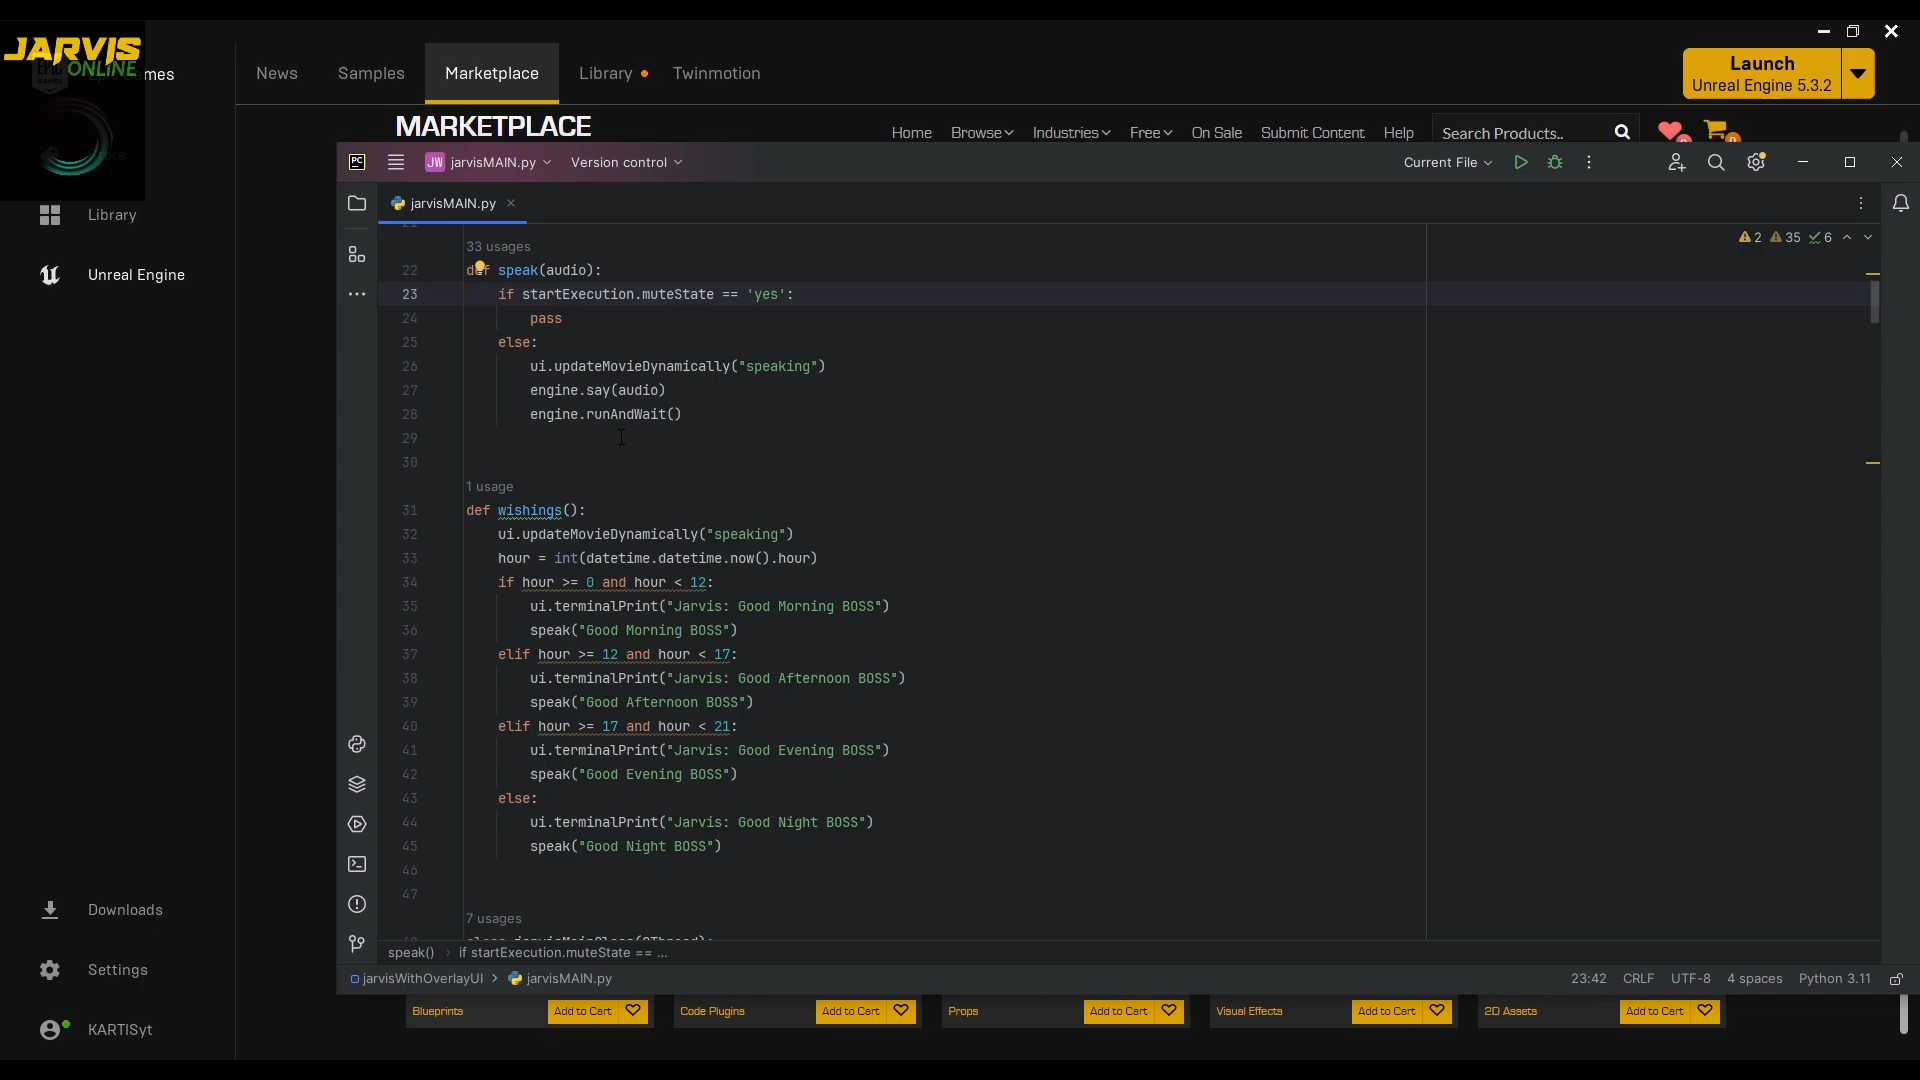 JARVIS
ONLINE
EPIC
GAMES
Games
Store
Library
Unreal Engine
Downloads
Settings
KARTISyt
News
Samples
Marketplace
Library
Twinmotion
Launch
Unreal Engine 5.3.2
MARKETPLACE
Home
Browse
Industries
Free
On Sale
Submit Content
Help
Search Products..
PC
JW
jarvisMAIN.py
Version control
Current File
jarvisMAIN.py
2
35
6
21
33 usages
22 def speak(audio):
23 if startExecution.muteState == 'yes':
24 pass
25 else:
26 ui.updateMovieDynamically("speaking")
27 engine.say(audio)
28 engine.runAndWait()
29
30
1 usage
31 def wishings():
32 ui.updateMovieDynamically("speaking")
33 hour = int(datetime.datetime.now().hour)
34 if hour >= 0 and hour < 12:
35 ui.terminalPrint("Jarvis: Good Morning BOSS")
36 speak("Good Morning BOSS")
37 elif hour >= 12 and hour < 17:
38 ui.terminalPrint("Jarvis: Good Afternoon BOSS")
39 speak("Good Afternoon BOSS")
40 elif hour >= 17 and hour < 21:
41 ui.terminalPrint("Jarvis: Good Evening BOSS")
42 speak("Good Evening BOSS")
43 else:
44 ui.terminalPrint("Jarvis: Good Night BOSS")
45 speak("Good Night BOSS")
46
47
7 usages
48 class jarvisMainClass(QThread):
speak() › if startExecution.muteState == ...
jarvisWithOverlayUI > jarvisMAIN.py
23:42
CRLF
UTF-8
4 spaces
Python 3.11
Blueprints
Add to Cart
Code Plugins
Add to Cart
Props
Add to Cart
Visual Effects
Add to Cart
2D Assets
Add to Cart